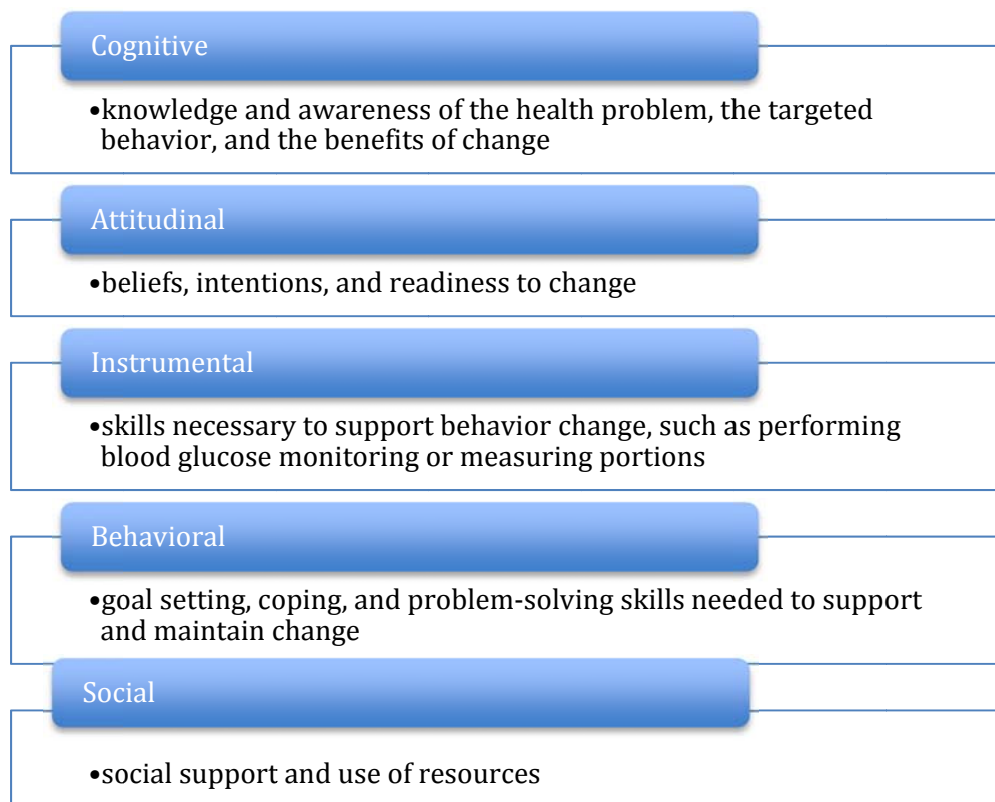 Cognitive
•knowledge and awareness of the health problem, the targeted
behavior, and the benefits of change
Attitudinal
•beliefs, intentions, and readiness to change
Instrumental
•skills necessary to support behavior change, such as performing
blood glucose monitoring or measuring portions
Behavioral
•goal setting, coping, and problem-solving skills needed to support
and maintain change
Social
•social support and use of resources